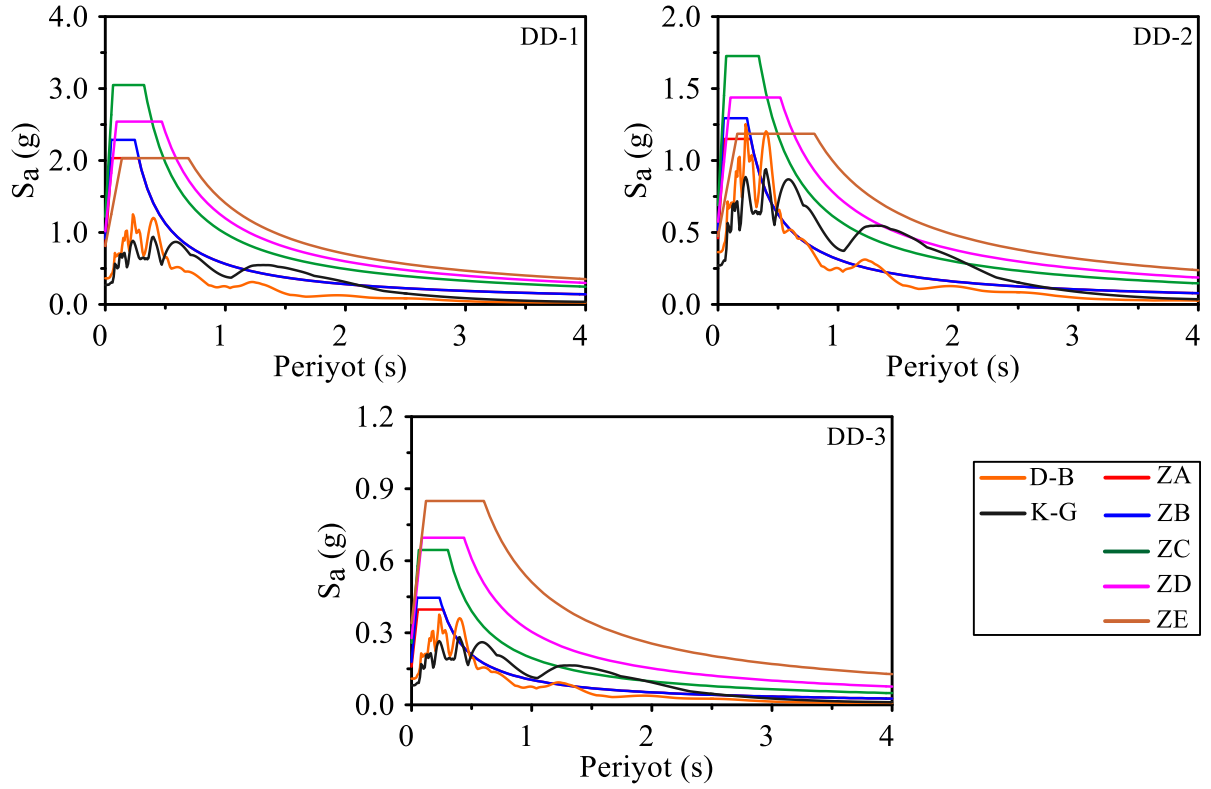 DD-1
4.0
3.0
2.0
1.0
0.0
Sa (g)
0 1 2 3 4
Periyot (s)
DD-2
2.0
1.5
1.0
0.5
0.0
Sa (g)
0 1 2 3 4
Periyot (s)
DD-3
1.2
0.9
0.6
0.3
0.0
Sa (g)
0 1 2 3 4
Periyot (s)
D-B ZA
K-G ZB
ZC
ZD
ZE